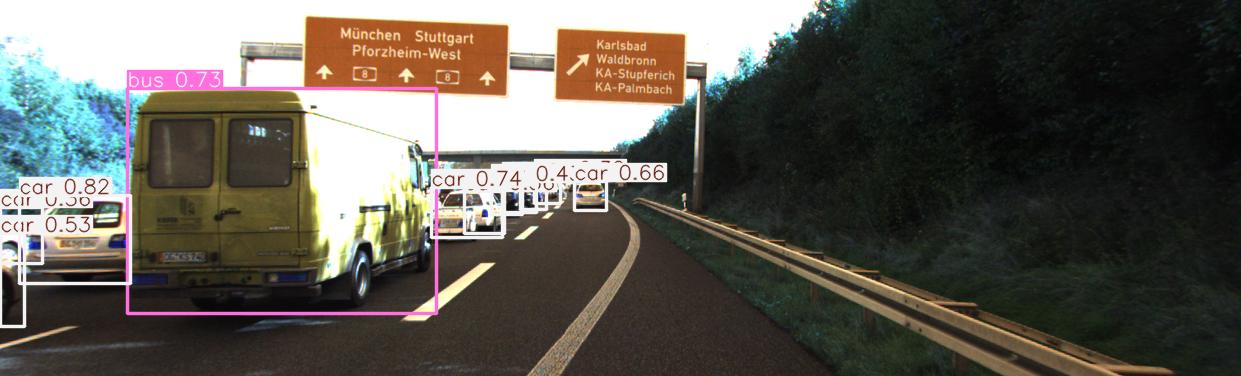 München Stuttgart
Pforzheim-West
8 8
Karlsbad
Waldbronn
KA-Stupferich
KA-Palmbach
bus 0.73
car 0.82
car 0.53
car 0.74
car 0.66